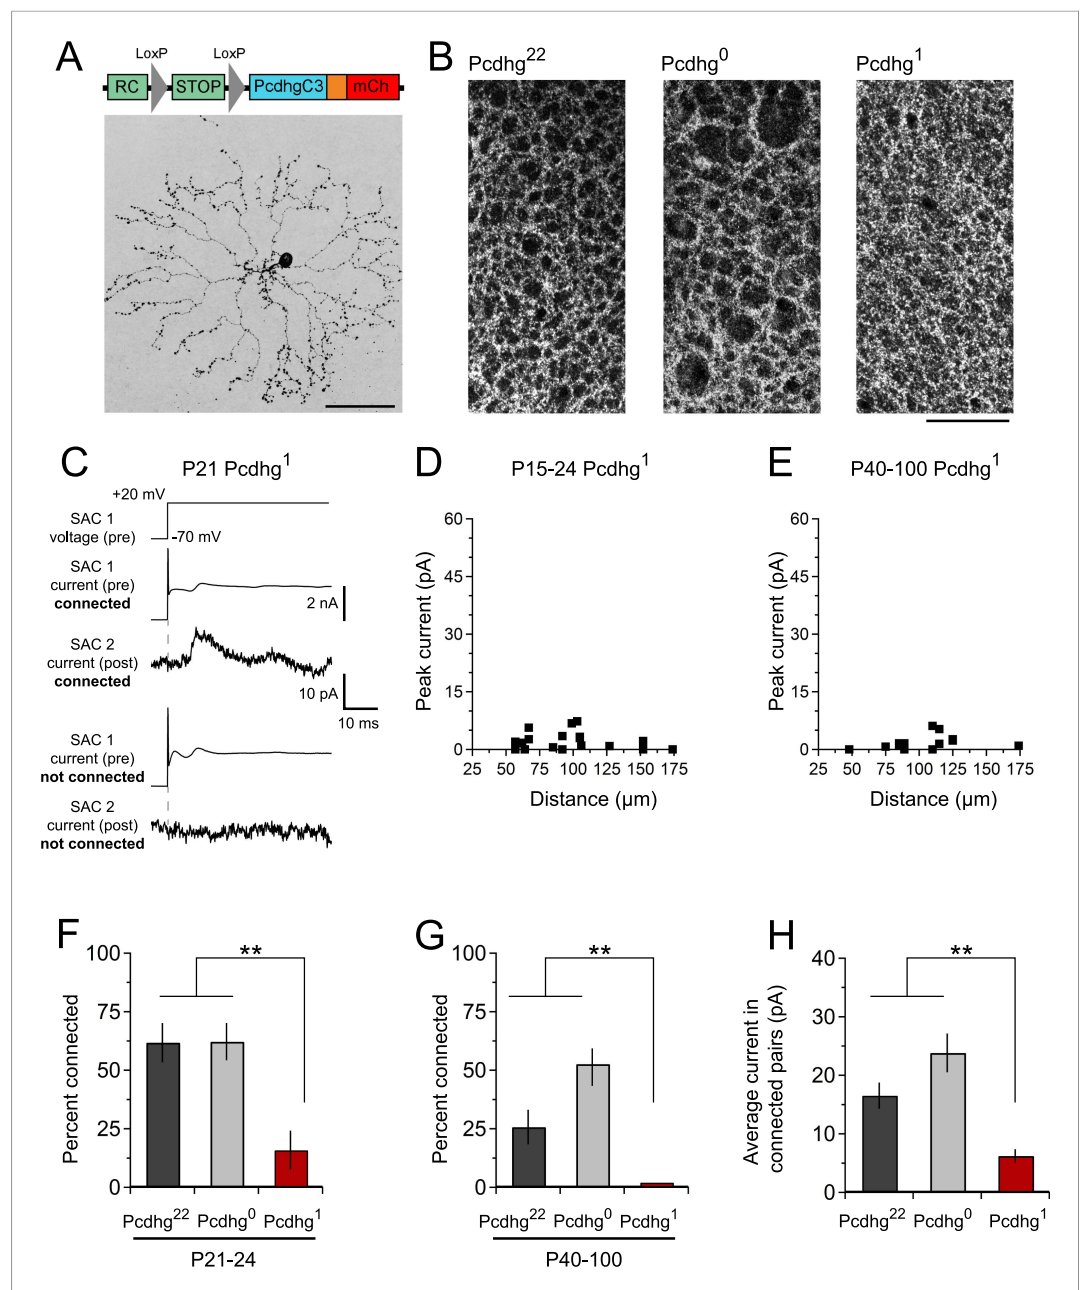 A
LoxP LoxP
RC STOP PcdhgC3 mCh
B
Pcdhg22 Pcdhg0 Pcdhg1
C
P21 Pcdhg1
+20 mV
SAC 1
voltage (pre)
-70 mV
SAC 1
current (pre)
connected
2 nA
SAC 2
current (post)
connected
10 pA
10 ms
SAC 1
current (pre)
not connected
SAC 2
current (post)
not connected
D
P15-24 Pcdhg1
Peak current (pA)
60
45
30
15
0
25 50 75 100 125 150 175
Distance (µm)
E
P40-100 Pcdhg1
Peak current (pA)
60
45
30
15
0
25 50 75 100 125 150 175
Distance (µm)
F
Percent connected
100
75
50
25
0
**
Pcdhg22 Pcdhg0 Pcdhg1
P21-24
G
Percent connected
100
75
50
25
0
**
Pcdhg22 Pcdhg0 Pcdhg1
P40-100
H
Average current in
connected pairs (pA)
40
30
20
10
0
**
Pcdhg22 Pcdhg0 Pcdhg1